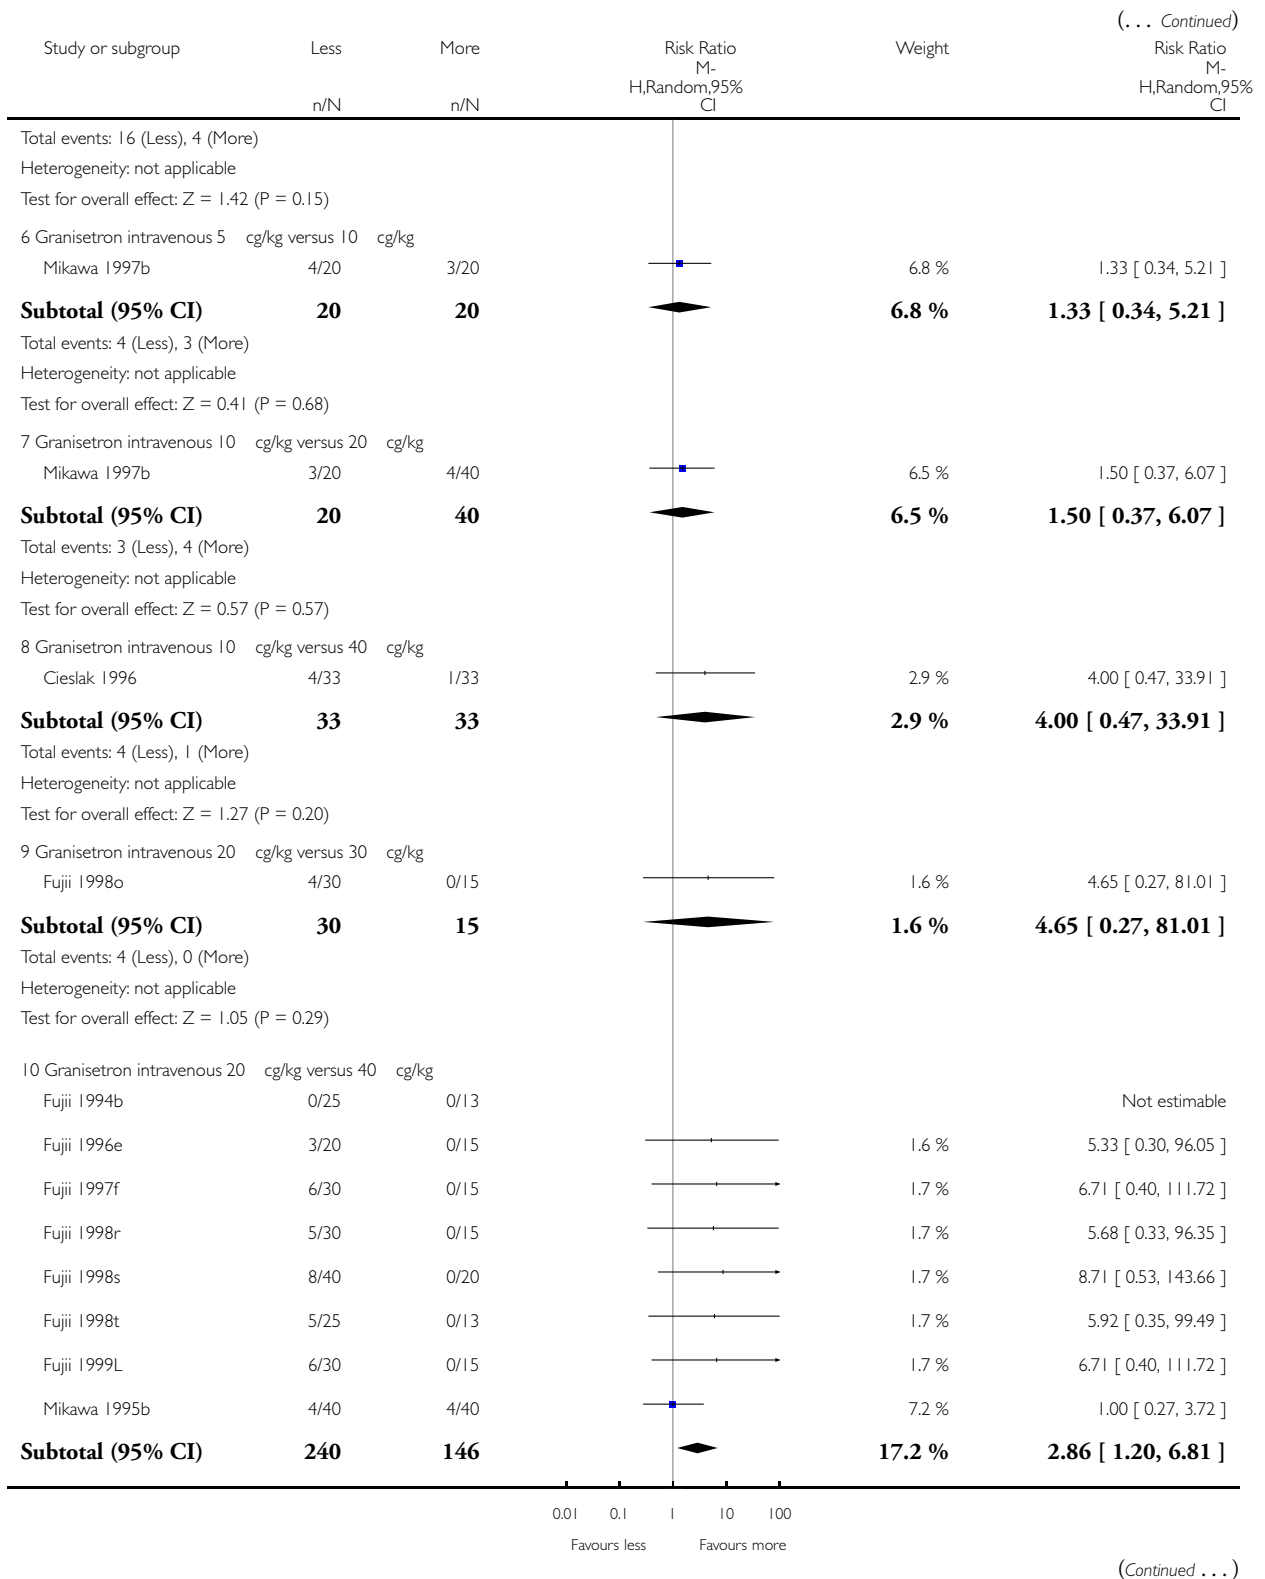 (... Continued)
Study or subgroup Less More Risk Ratio Weight Risk Ratio
M- M-
H,Random,95% H,Random,95%
n/N n/N CI CI
Total events: 16 (Less), 4 (More)
Heterogeneity: not applicable
Test for overall effect: Z = 1.42 (P = 0.15)
6 Granisetron intravenous 5 cg/kg versus 10 cg/kg
Mikawa 1997b 4/20 3/20 6.8 % 1.33 [ 0.34, 5.21 ]
Subtotal (95% CI) 20 20 6.8 % 1.33 [ 0.34, 5.21 ]
Total events: 4 (Less), 3 (More)
Heterogeneity: not applicable
Test for overall effect: Z = 0.41 (P = 0.68)
7 Granisetron intravenous 10 cg/kg versus 20 cg/kg
Mikawa 1997b 3/20 4/40 6.5 % 1.50 [ 0.37, 6.07 ]
Subtotal (95% CI) 20 40 6.5 % 1.50 [ 0.37, 6.07 ]
Total events: 3 (Less), 4 (More)
Heterogeneity: not applicable
Test for overall effect: Z = 0.57 (P = 0.57)
8 Granisetron intravenous 10 cg/kg versus 40 cg/kg
Cieslak 1996 4/33 1/33 2.9 % 4.00 [ 0.47, 33.91 ]
Subtotal (95% CI) 33 33 2.9 % 4.00 [ 0.47, 33.91 ]
Total events: 4 (Less), 1 (More)
Heterogeneity: not applicable
Test for overall effect: Z = 1.27 (P = 0.20)
9 Granisetron intravenous 20 cg/kg versus 30 cg/kg
Fujii 1998o 4/30 0/15 1.6 % 4.65 [ 0.27, 81.01 ]
Subtotal (95% CI) 30 15 1.6 % 4.65 [ 0.27, 81.01 ]
Total events: 4 (Less), 0 (More)
Heterogeneity: not applicable
Test for overall effect: Z = 1.05 (P = 0.29)
10 Granisetron intravenous 20 cg/kg versus 40 cg/kg
Fujii 1994b 0/25 0/13 Not estimable
Fujii 1996e 3/20 0/15 1.6 % 5.33 [ 0.30, 96.05 ]
Fujii 1997f 6/30 0/15 1.7 % 6.71 [ 0.40, 111.72 ]
Fujii 1998r 5/30 0/15 1.7 % 5.68 [ 0.33, 96.35 ]
Fujii 1998s 8/40 0/20 1.7 % 8.71 [ 0.53, 143.66 ]
Fujii 1998t 5/25 0/13 1.7 % 5.92 [ 0.35, 99.49 ]
Fujii 1999L 6/30 0/15 1.7 % 6.71 [ 0.40, 111.72 ]
Mikawa 1995b 4/40 4/40 7.2 % 1.00 [ 0.27, 3.72 ]
Subtotal (95% CI) 240 146 17.2 % 2.86 [ 1.20, 6.81 ]
0.01 0.1 1 10 100
Favours less Favours more
(Continued ...)